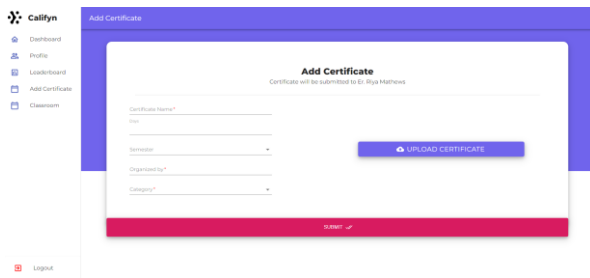 Califyn
Add Certificate
Dashboard
Profile
Leaderboard
Add Certificate
Classroom
Add Certificate
Certificate will be submitted to Er. Riya Mathews
Certificate Name*
Semester
Organized by*
Category*
UPLOAD CERTIFICATE
SUBMIT
Logout